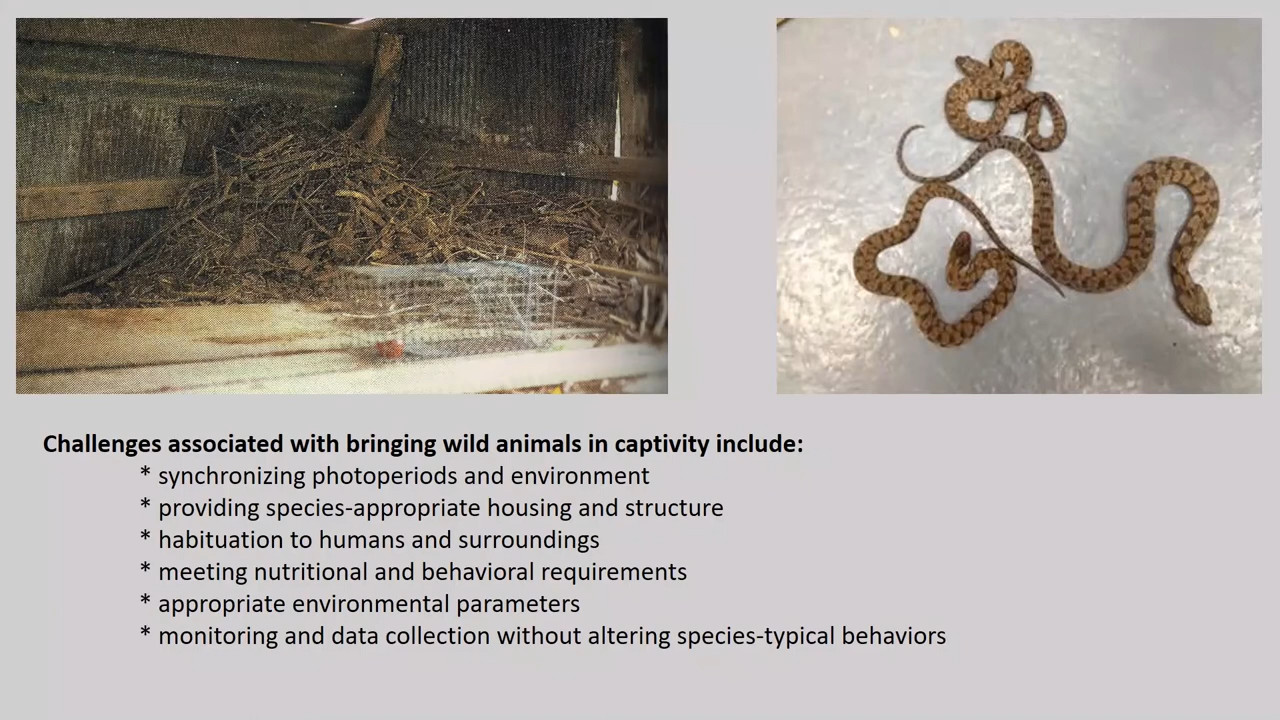 Challenges associated with bringing wild animals in captivity include:
* synchronizing photoperiods and environment
* providing species-appropriate housing and structure
* habituation to humans and surroundings
* meeting nutritional and behavioral requirements
* appropriate environmental parameters
* monitoring and data collection without altering species-typical behaviors